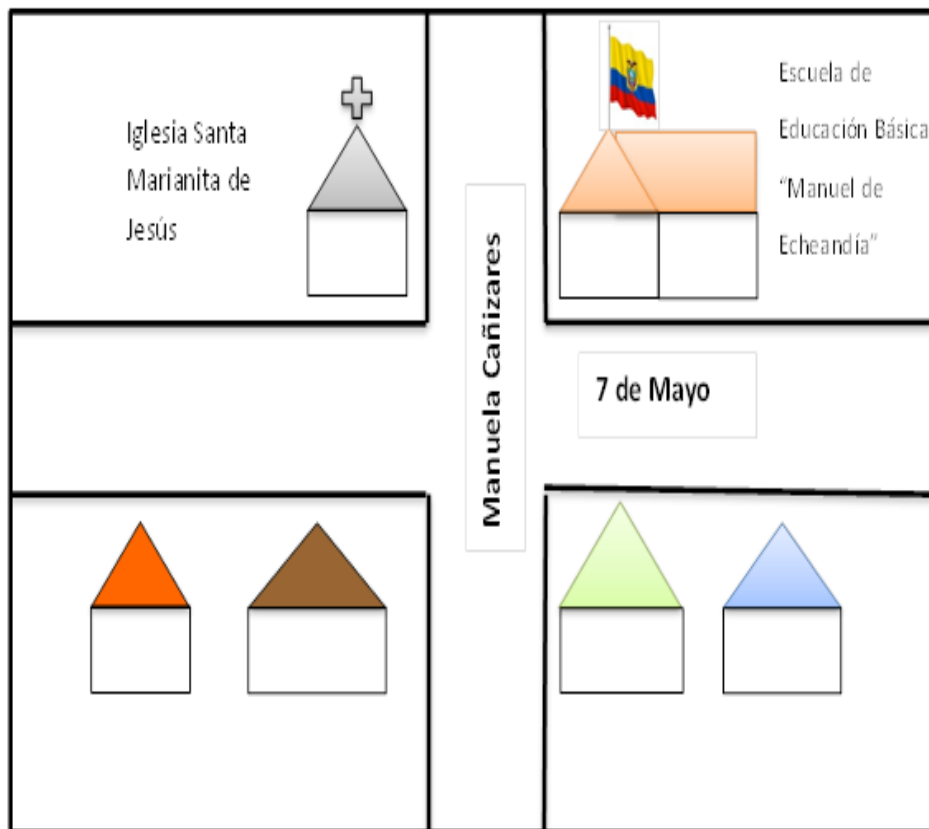 Iglesia Santa
Marianita de
Jesús
Escuela de
Educación Básica
“Manuel de
Echeandía”
Manuela Cañizares
7 de Mayo